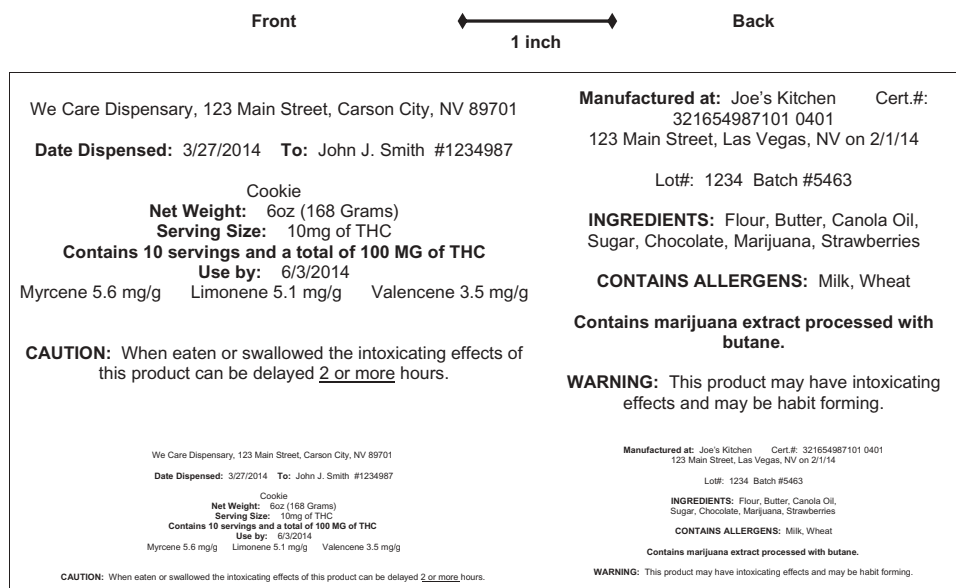 Front
1 inch
Back
We Care Dispensary, 123 Main Street, Carson City, NV 89701
Date Dispensed: 3/27/2014 To: John J. Smith #1234987
Cookie
Net Weight: 6oz (168 Grams)
Serving Size: 10mg of THC
Contains 10 servings and a total of 100 MG of THC
Use by: 6/3/2014
Myrcene 5.6 mg/g Limonene 5.1 mg/g Valencene 3.5 mg/g
CAUTION: When eaten or swallowed the intoxicating effects of
this product can be delayed 2 or more hours.
Manufactured at: Joe's Kitchen Cert.#:
321654987101 0401
123 Main Street, Las Vegas, NV on 2/1/14
Lot#: 1234 Batch #5463
INGREDIENTS: Flour, Butter, Canola Oil,
Sugar, Chocolate, Marijuana, Strawberries
CONTAINS ALLERGENS: Milk, Wheat
Contains marijuana extract processed with
butane.
WARNING: This product may have intoxicating
effects and may be habit forming.
We Care Dispensary, 123 Main Street, Carson City, NV 89701
Date Dispensed: 3/27/2014 To: John J. Smith #1234987
Cookie
Net Weight: 6oz (168 Grams)
Serving Size: 10mg of THC
Contains 10 servings and a total of 100 MG of THC
Use by: 6/3/2014
Myrcene 5.6 mg/g Limonene 5.1 mg/g Valencene 3.5 mg/g
CAUTION: When eaten or swallowed the intoxicating effects of this product can be delayed 2 or more hours.
Manufactured at: Joe's Kitchen Cert.#: 321654987101 0401
123 Main Street, Las Vegas, NV on 2/1/14
Lot#: 1234 Batch #5463
INGREDIENTS: Flour, Butter, Canola Oil,
Sugar, Chocolate, Marijuana, Strawberries
CONTAINS ALLERGENS: Milk, Wheat
Contains marijuana extract processed with butane.
WARNING: This product may have intoxicating effects and may be habit forming.